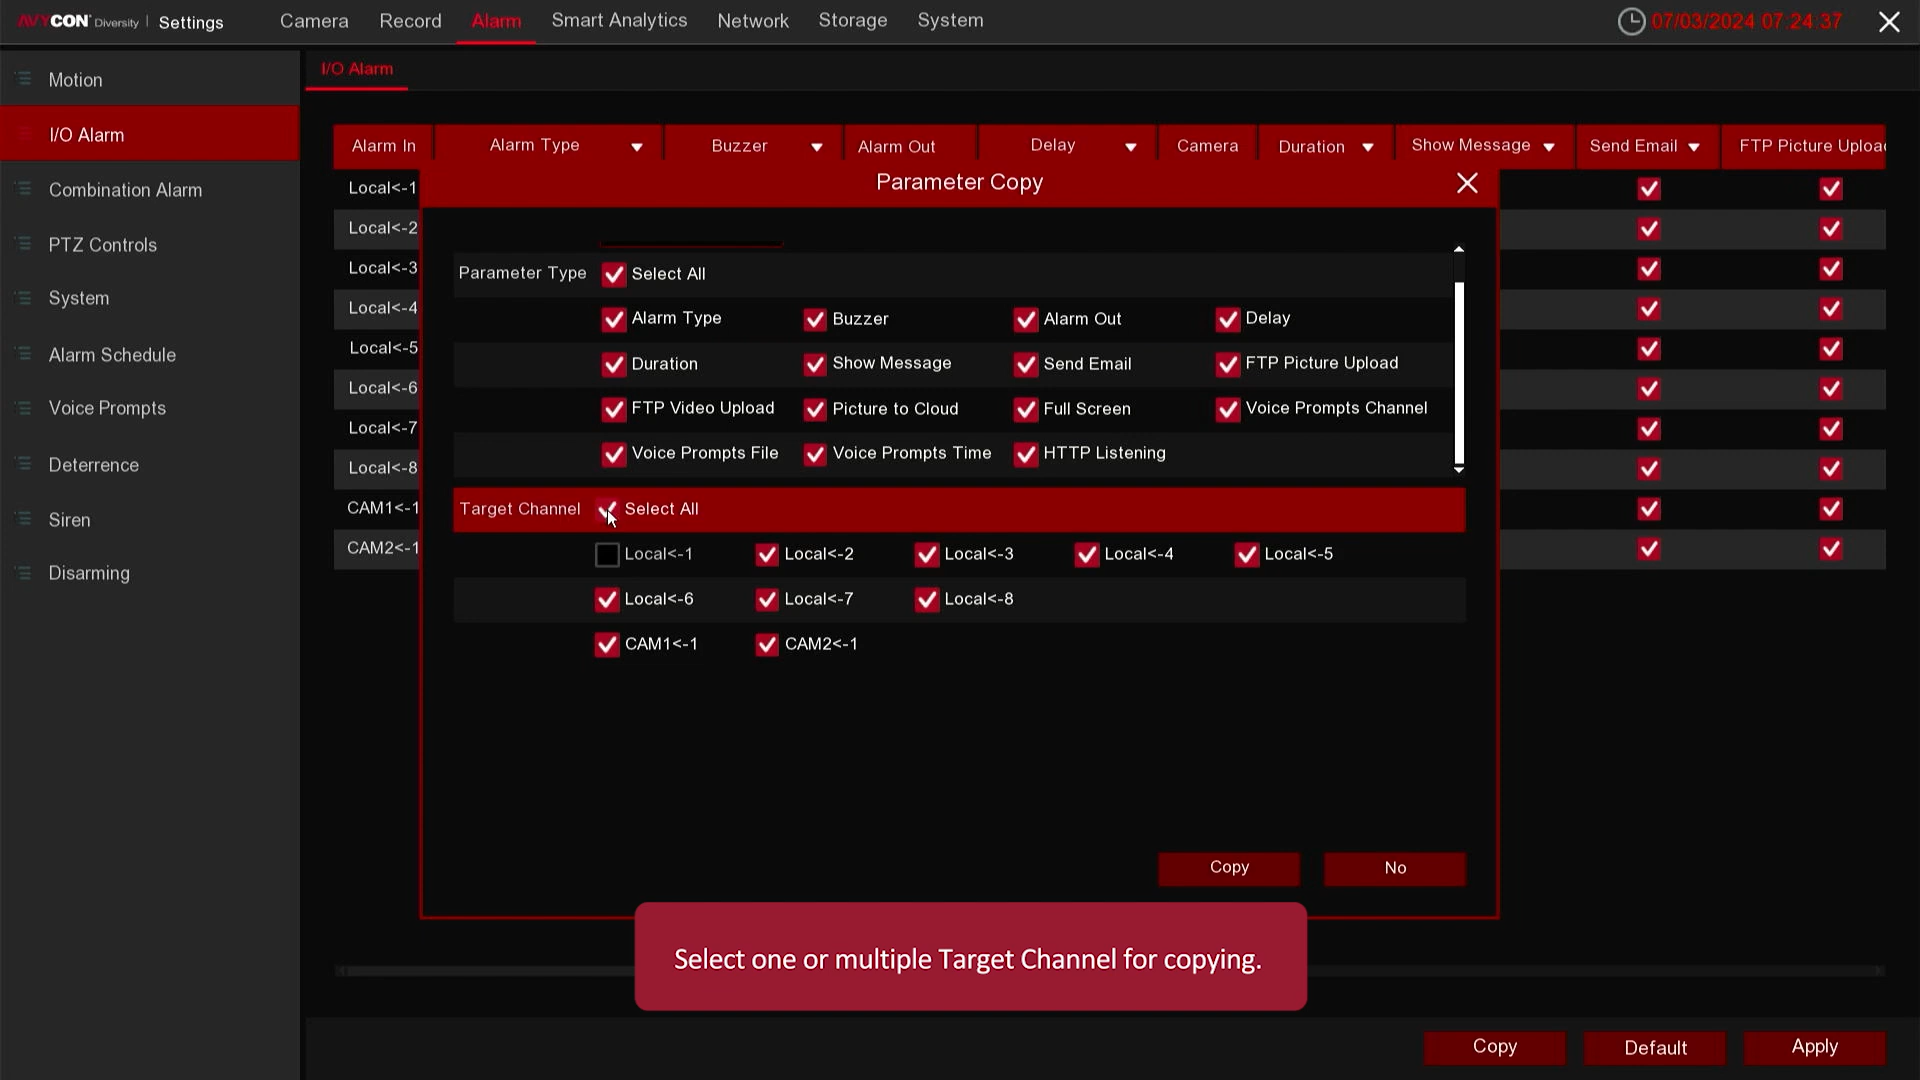 AVYCON Diversity | Settings Camera Record Alarm Smart Analytics Network Storage System 07/03/2024 07:24:37
Motion
I/O Alarm
Combination Alarm
PTZ Controls
System
Alarm Schedule
Voice Prompts
Deterrence
Siren
Disarming
I/O Alarm
Alarm In Alarm Type Buzzer Alarm Out Delay Camera Duration Show Message Send Email FTP Picture Upload
Local<-1
Local<-2
Local<-3
Local<-4
Local<-5
Local<-6
Local<-7
Local<-8
CAM1<-1
CAM2<-1
Parameter Copy
Parameter Type Select All
Alarm Type Buzzer Alarm Out Delay
Duration Show Message Send Email FTP Picture Upload
FTP Video Upload Picture to Cloud Full Screen Voice Prompts Channel
Voice Prompts File Voice Prompts Time HTTP Listening
Target Channel Select All
Local<-1 Local<-2 Local<-3 Local<-4 Local<-5
Local<-6 Local<-7 Local<-8
CAM1<-1 CAM2<-1
Copy No
Select one or multiple Target Channel for copying.
Copy Default Apply